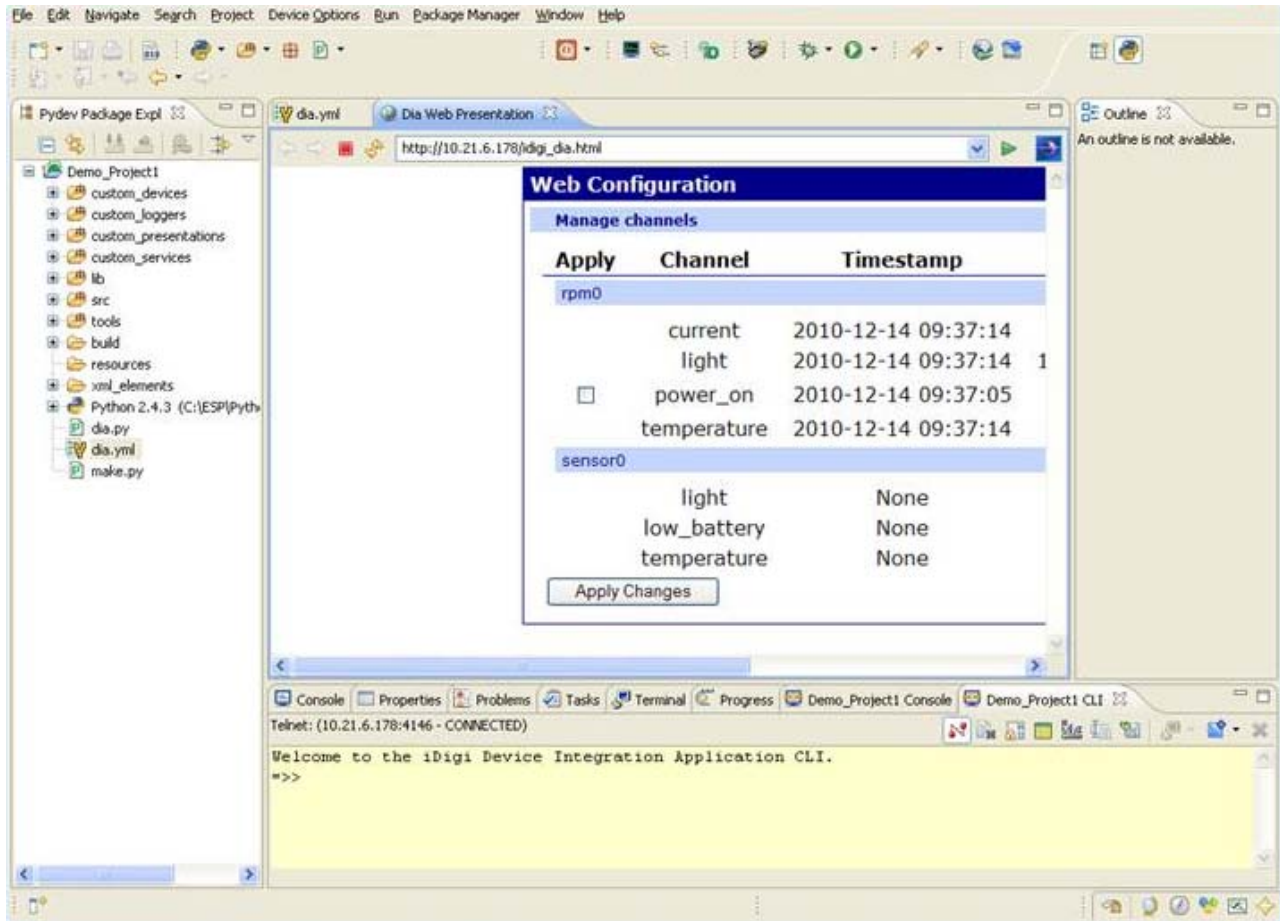 File Edit Navigate Search Project Device Options Run Package Manager Window Help
Pydev Package Expl
dia.yml
Dia Web Presentation
Outline
http://10.21.6.178/idigi_dia.html
An outline is not available.
Demo_Project1
custom_devices
custom_loggers
custom_presentations
custom_services
lib
src
tools
build
resources
xml_elements
Python 2.4.3 (C:\ESP\Pyth
dia.py
dia.yml
make.py
Web Configuration
Manage channels
Apply Channel Timestamp
rpm0
current 2010-12-14 09:37:14
light 2010-12-14 09:37:14 1
power_on 2010-12-14 09:37:05
temperature 2010-12-14 09:37:14
sensor0
light None
low_battery None
temperature None
Apply Changes
Console Properties Problems Tasks Terminal Progress Demo_Project1 Console Demo_Project1 CLI
Telnet: (10.21.6.178:4146 - CONNECTED)
Welcome to the iDigi Device Integration Application CLI.
=>>